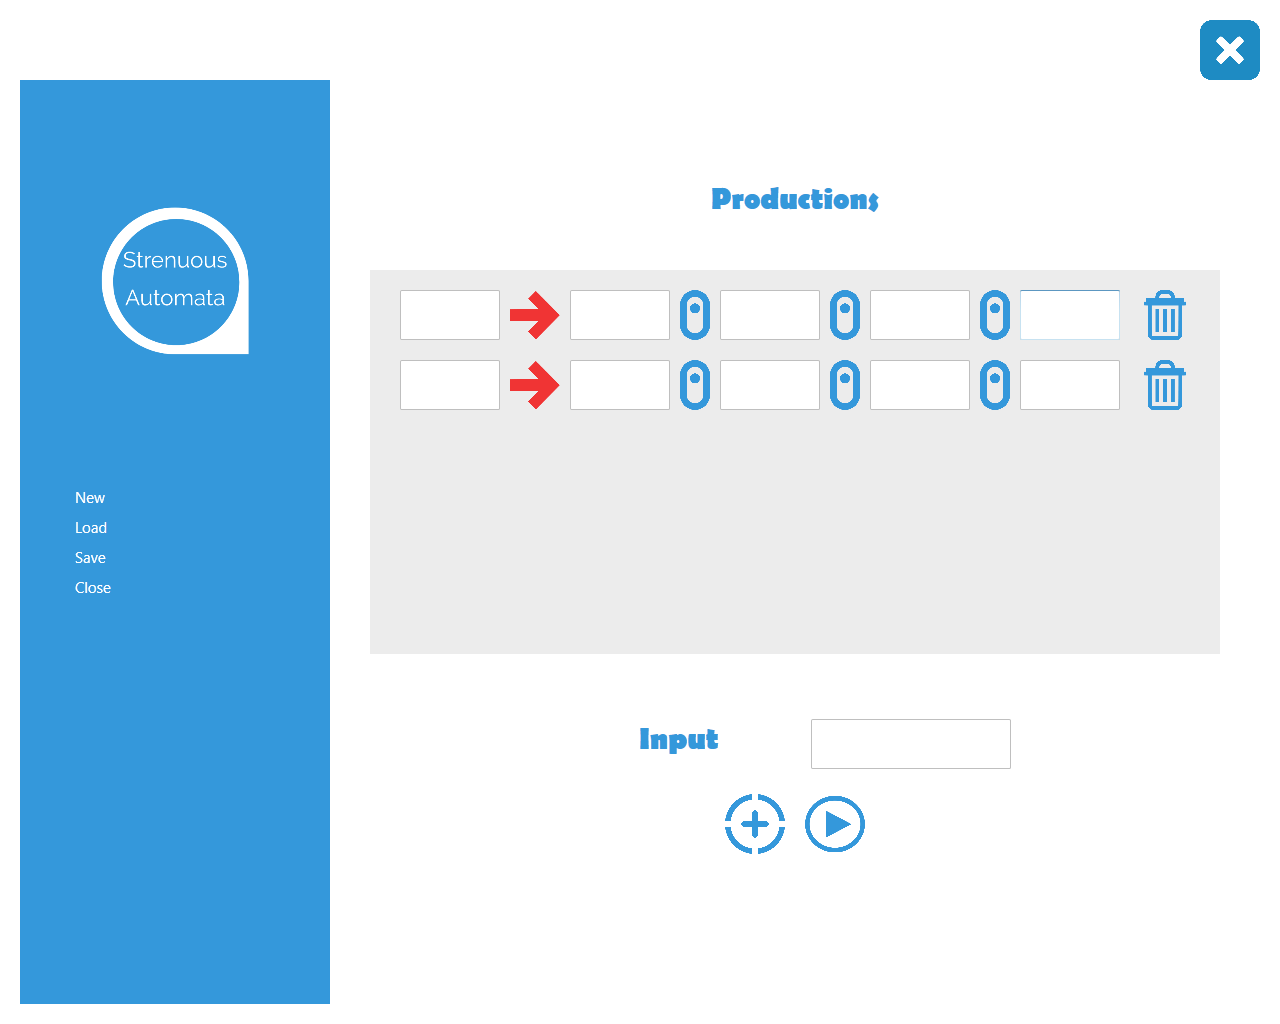 Productions
Strenuous
Automata
New
Load
Save
Close
Input